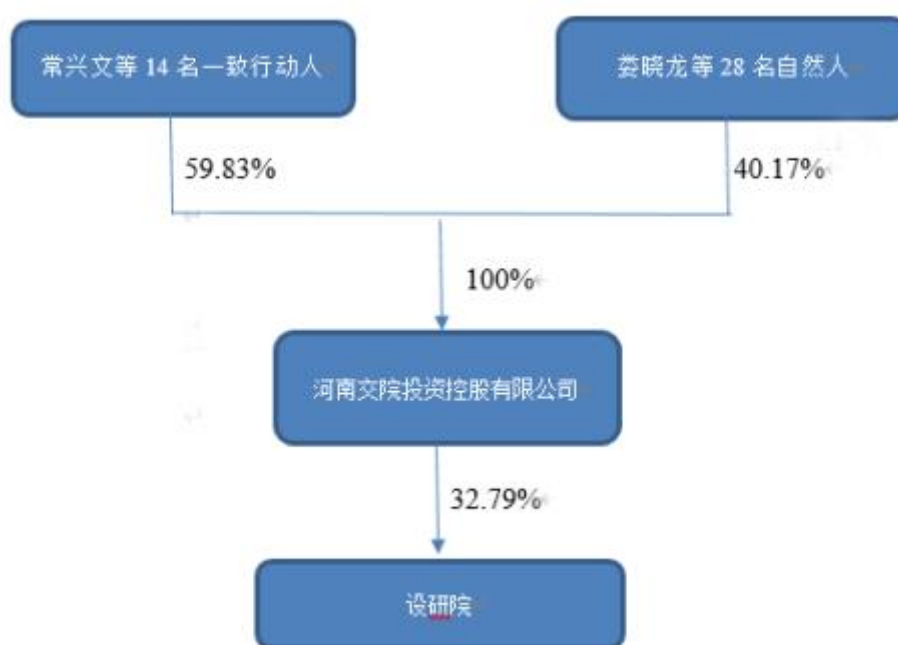 常兴文等 14 名一致行动人
娄晓龙等 28 名自然人
59.83%
40.17%
100%
河南交院投资控股有限公司
32.79%
设研院